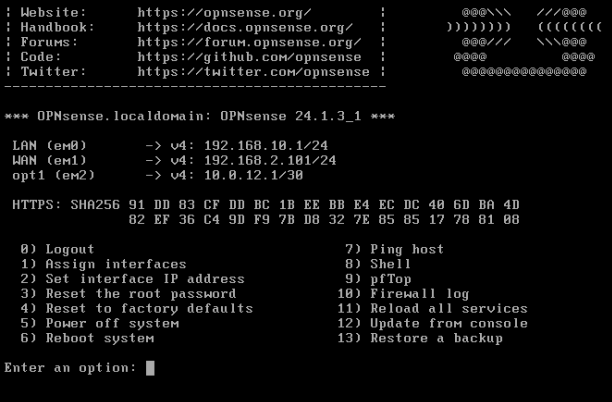 | Website:      https://opnsense.org/        |         @@@\\\   ///@@@
| Handbook:     https://docs.opnsense.org/   |       ))))))))   ((((((((
| Forums:       https://forum.opnsense.org/  |         @@@///   \\\@@@
| Code:         https://github.com/opnsense  |        @@@@         @@@@
| Twitter:      https://twitter.com/opnsense |         @@@@@@@@@@@@@@@
----------------------------------------------
*** OPNsense.localdomain: OPNsense 24.1.3_1 ***
LAN (em0)       -> v4: 192.168.10.1/24
WAN (em1)       -> v4: 192.168.2.101/24
opt1 (em2)      -> v4: 10.0.12.1/30
HTTPS: SHA256 91 DD 83 CF DD BC 1B EE BB E4 EC DC 40 6D BA 4D
82 EF 36 C4 9D F9 7B D8 32 7E 85 85 17 78 81 08
0) Logout                              7) Ping host
1) Assign interfaces                   8) Shell
2) Set interface IP address            9) pfTop
3) Reset the root password            10) Firewall log
4) Reset to factory defaults          11) Reload all services
5) Power off system                   12) Update from console
6) Reboot system                      13) Restore a backup
Enter an option: